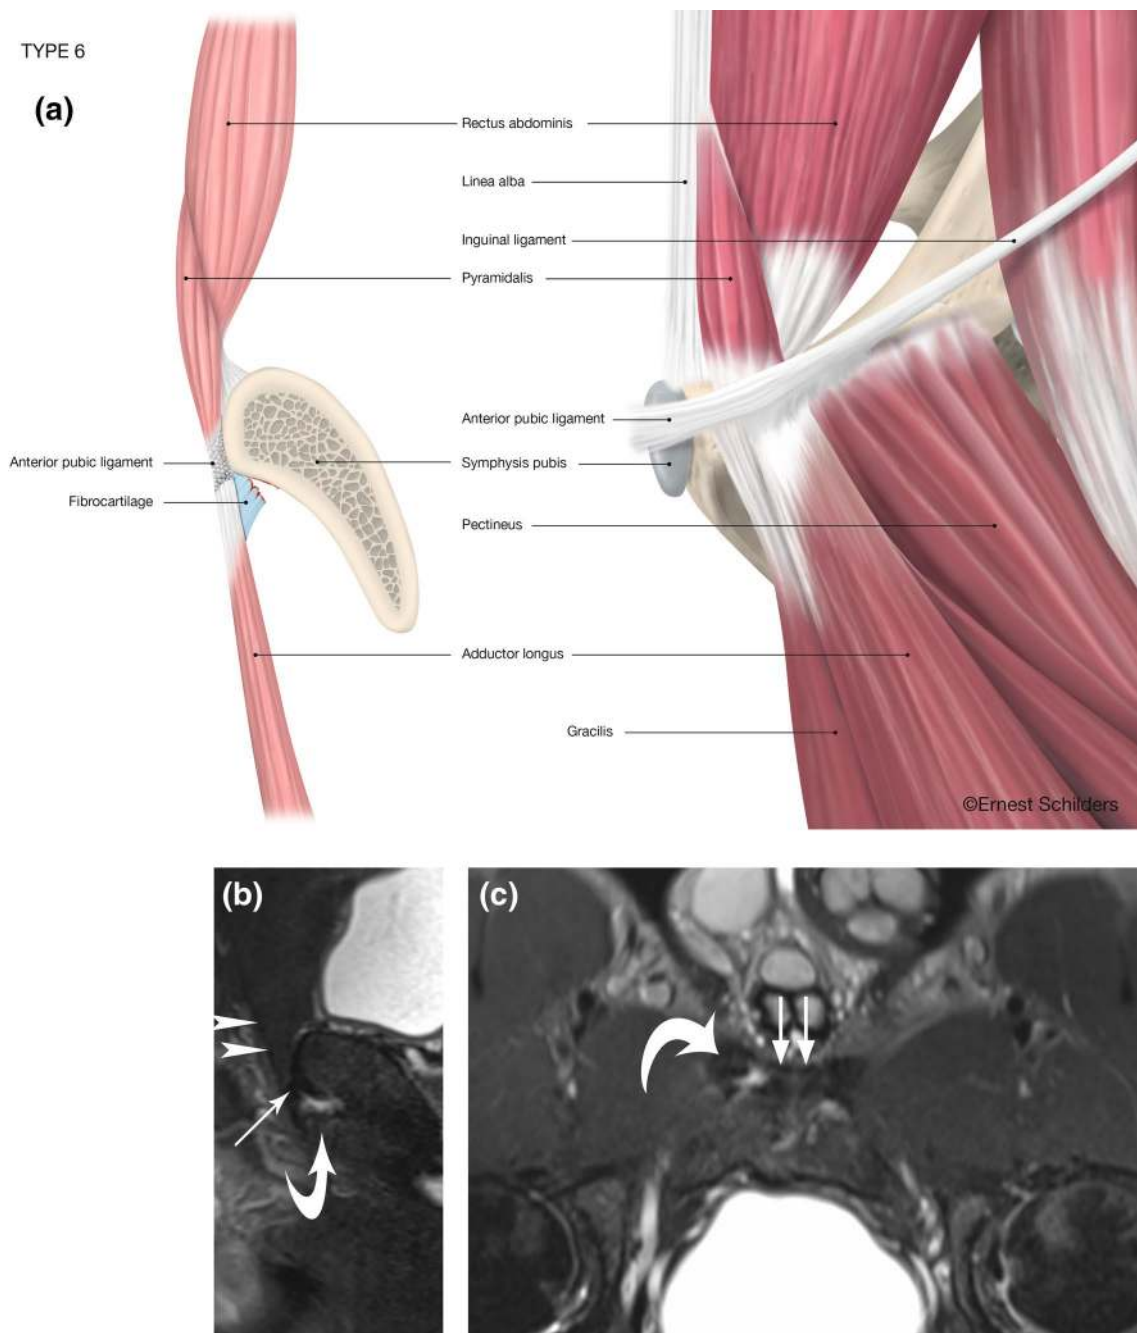 TYPE 6
(a)
Rectus abdominis
Linea alba
Inguinal ligament
Pyramidalis
Anterior pubic ligament
Symphysis pubis
Anterior pubic ligament
Fibrocartilage
Pectineus
Adductor longus
Gracilis
©Ernest Schilders
(b)
(c)